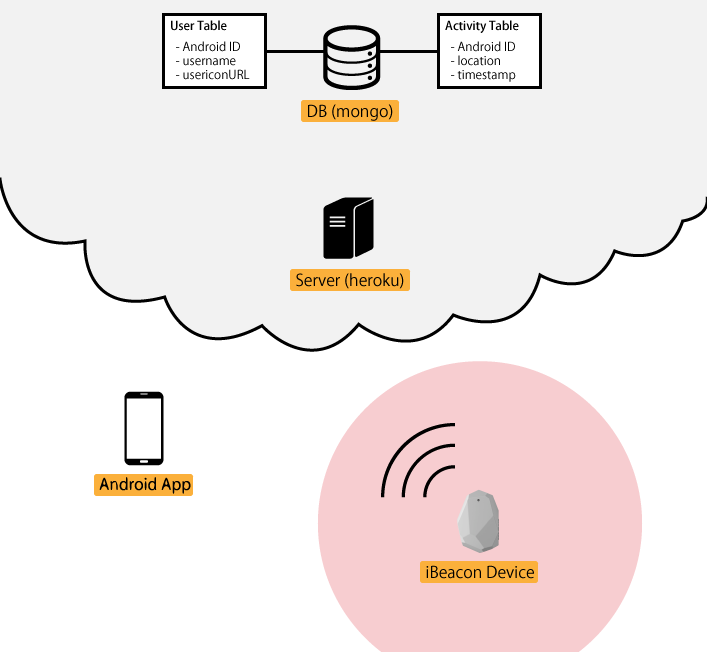 User Table
- Android ID
- username
- usericonURL
Activity Table
- Android ID
- location
- timestamp
DB (mongo)
Server (heroku)
Android App
iBeacon Device